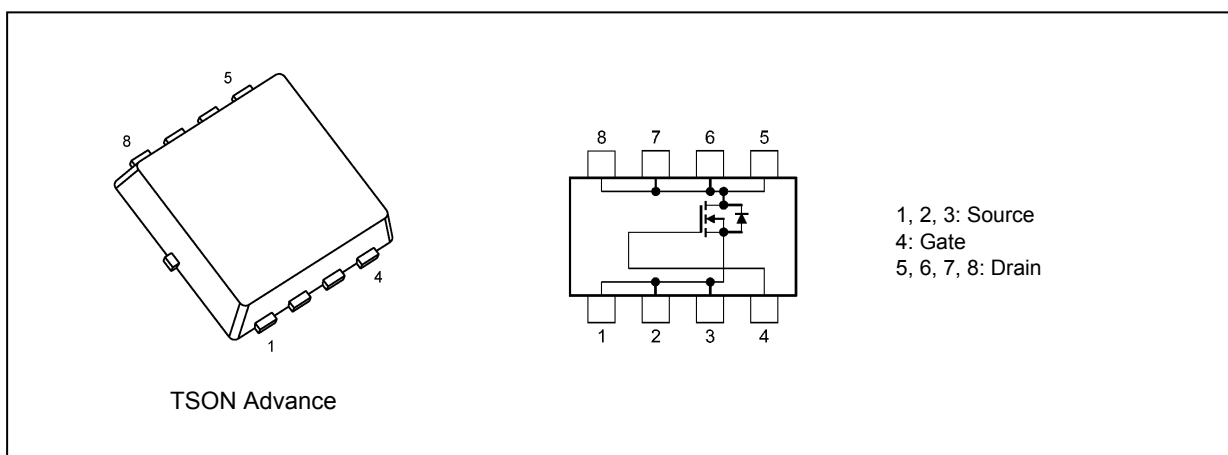 5
8
4
1
TSON Advance
8 7 6 5
1 2 3 4
1, 2, 3: Source
4: Gate
5, 6, 7, 8: Drain